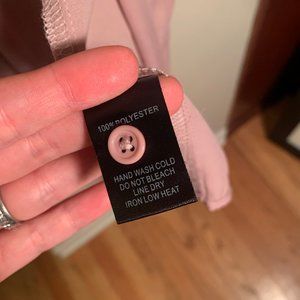 100% POLYESTER
HAND WASH COLD
DO NOT BLEACH
LINE DRY
IRON LOW HEAT